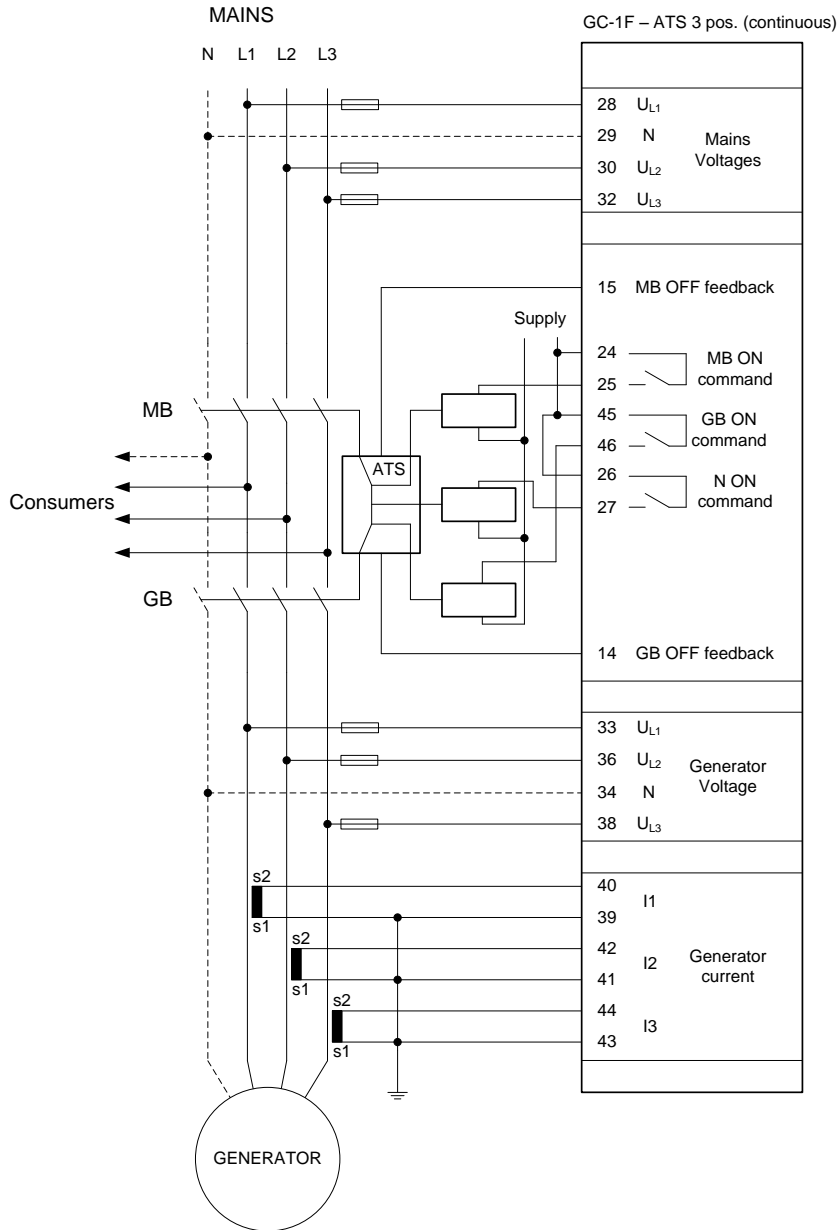 MAINS
GC-1F – ATS 3 pos. (continuous)
N L1 L2 L3
28 UL1
29 N
30 UL2
32 UL3
Mains
Voltages
15 MB OFF feedback
Supply
24
25
MB ON
command
45
46
GB ON
command
26
27
N ON
command
MB
ATS
Consumers
GB
14 GB OFF feedback
33 UL1
36 UL2
34 N
38 UL3
Generator
Voltage
s2
s1
40
39
I1
s2
s1
42
41
I2
Generator
current
s2
s1
44
43
I3
GENERATOR